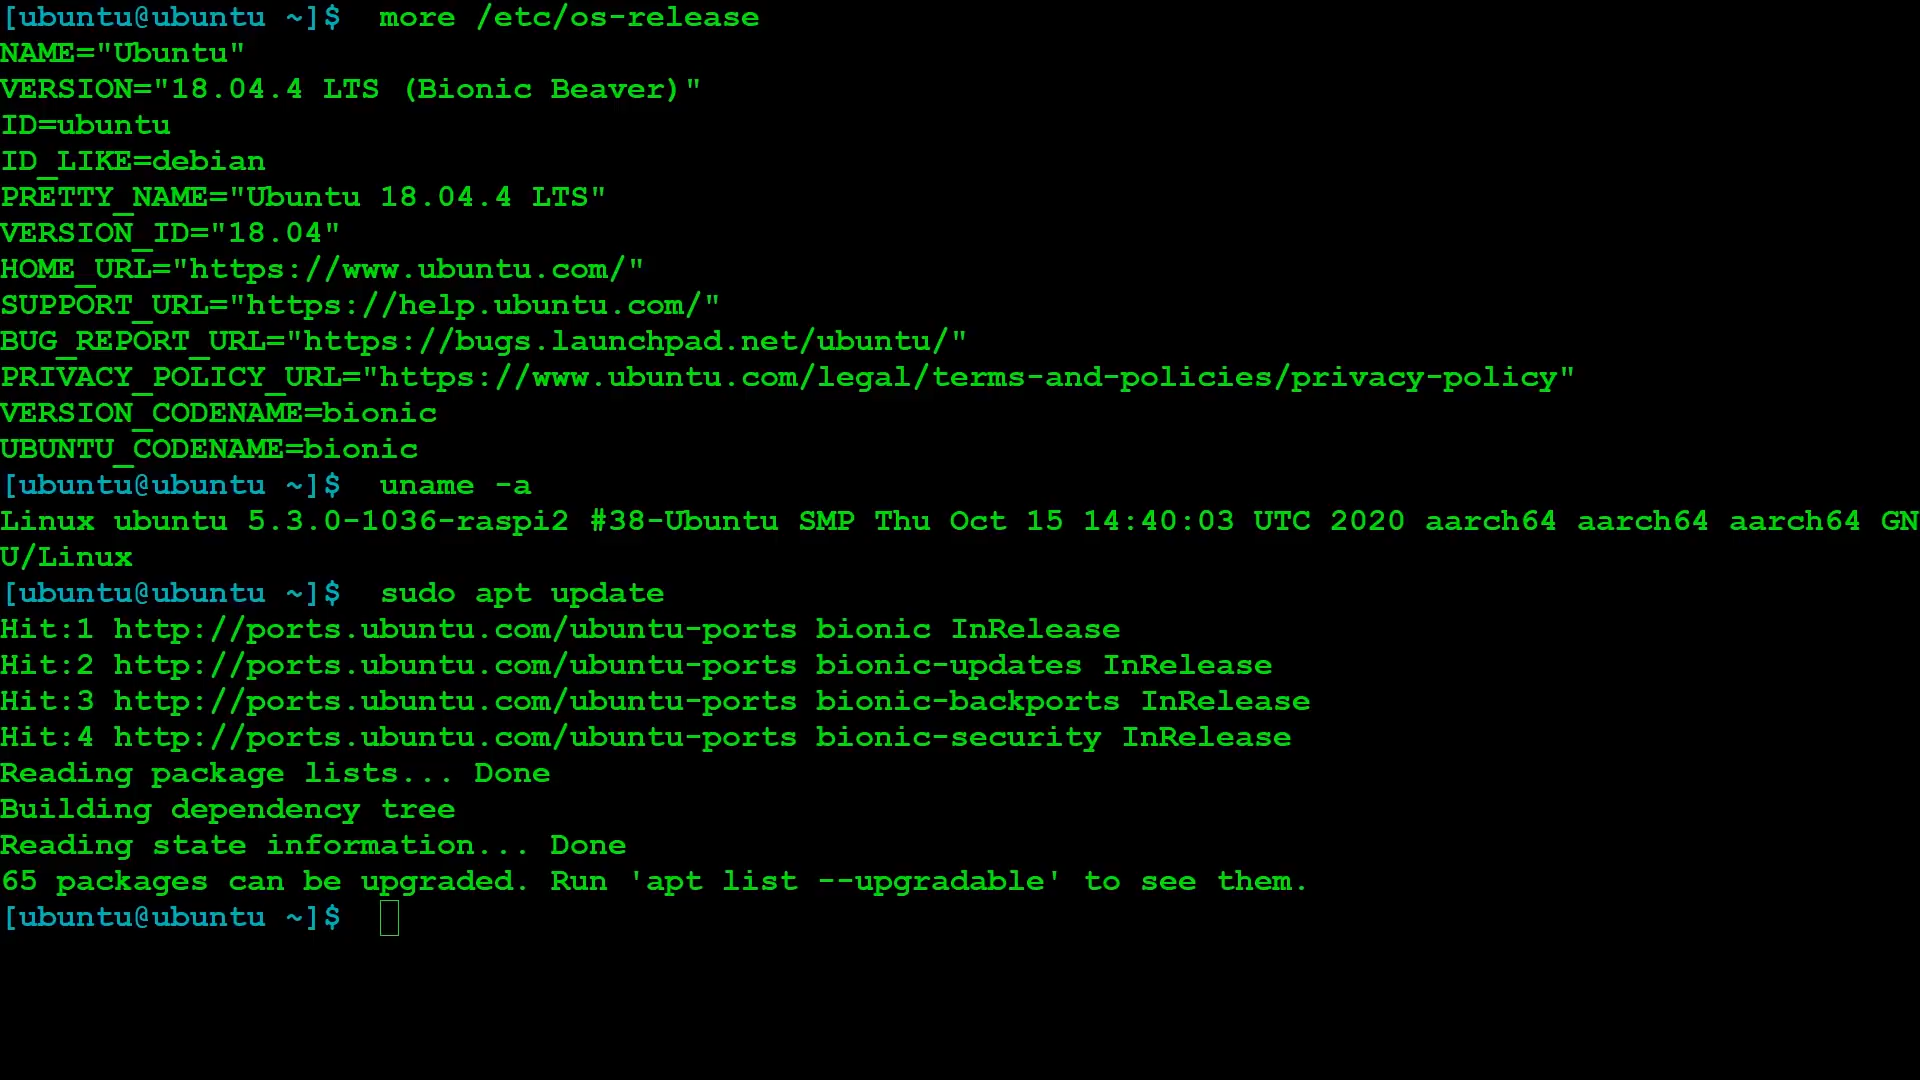 [ubuntu@ubuntu ~]$  more /etc/os-release
NAME="Ubuntu"
VERSION="18.04.4 LTS (Bionic Beaver)"
ID=ubuntu
ID_LIKE=debian
PRETTY_NAME="Ubuntu 18.04.4 LTS"
VERSION_ID="18.04"
HOME_URL="https://www.ubuntu.com/"
SUPPORT_URL="https://help.ubuntu.com/"
BUG_REPORT_URL="https://bugs.launchpad.net/ubuntu/"
PRIVACY_POLICY_URL="https://www.ubuntu.com/legal/terms-and-policies/privacy-policy"
VERSION_CODENAME=bionic
UBUNTU_CODENAME=bionic
[ubuntu@ubuntu ~]$  uname -a
Linux ubuntu 5.3.0-1036-raspi2 #38-Ubuntu SMP Thu Oct 15 14:40:03 UTC 2020 aarch64 aarch64 aarch64 GN
U/Linux
[ubuntu@ubuntu ~]$  sudo apt update
Hit:1 http://ports.ubuntu.com/ubuntu-ports bionic InRelease
Hit:2 http://ports.ubuntu.com/ubuntu-ports bionic-updates InRelease
Hit:3 http://ports.ubuntu.com/ubuntu-ports bionic-backports InRelease
Hit:4 http://ports.ubuntu.com/ubuntu-ports bionic-security InRelease
Reading package lists... Done
Building dependency tree
Reading state information... Done
65 packages can be upgraded. Run 'apt list --upgradable' to see them.
[ubuntu@ubuntu ~]$